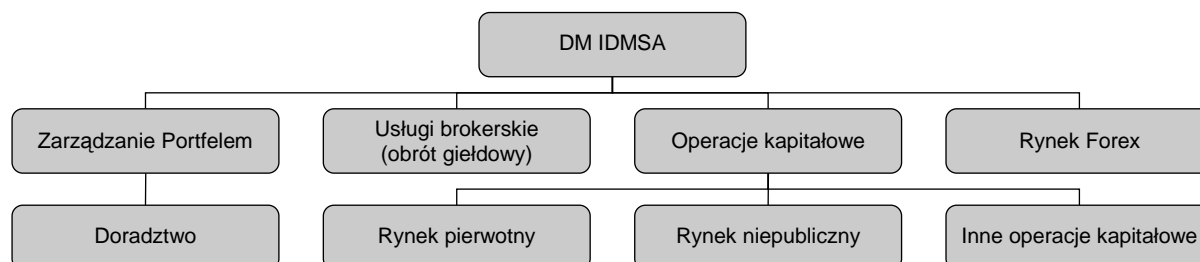 DM IDMSA
Zarządzanie Portfelem
Usługi brokerskie
(obrót giełdowy)
Operacje kapitałowe
Rynek Forex
Doradztwo
Rynek pierwotny
Rynek niepubliczny
Inne operacje kapitałowe